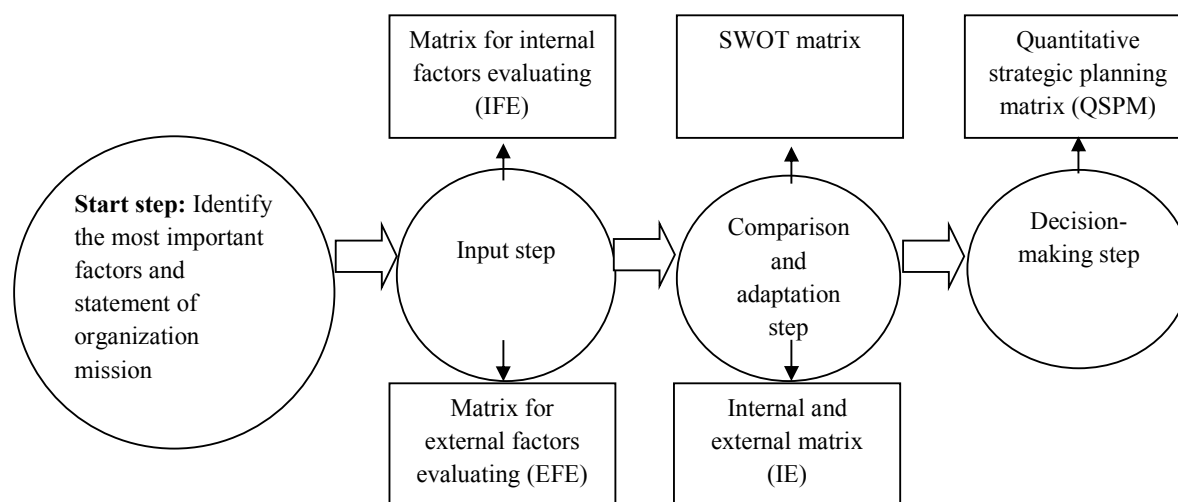 Matrix for internal
factors evaluating
(IFE)
SWOT matrix
Quantitative
strategic planning
matrix (QSPM)
Start step: Identify
the most important
factors and
statement of
organization
mission
Input step
Comparison
and
adaptation
step
Decision-
making step
Matrix for
external factors
evaluating (EFE)
Internal and
external matrix
(IE)